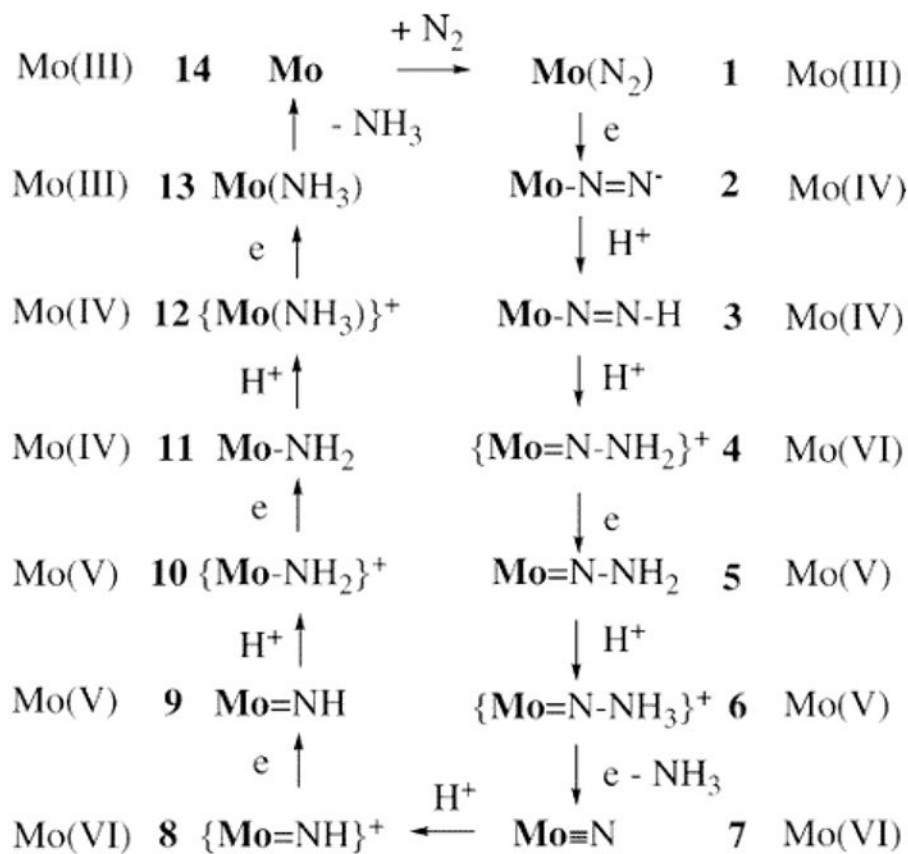 + N₂
Mo(III) 14 Mo Mo(N₂) 1 Mo(III)
- NH₃ e
Mo(III) 13 Mo(NH₃) Mo-N=N⁻ 2 Mo(IV)
e H⁺
Mo(IV) 12 {Mo(NH₃)}⁺ Mo-N=N-H 3 Mo(IV)
H⁺ H⁺
Mo(IV) 11 Mo-NH₂ {Mo=N-NH₂}⁺ 4 Mo(VI)
e e
Mo(V) 10 {Mo-NH₂}⁺ Mo=N-NH₂ 5 Mo(V)
H⁺ H⁺
Mo(V) 9 Mo=NH {Mo=N-NH₃}⁺ 6 Mo(V)
e e - NH₃
H⁺
Mo(VI) 8 {Mo=NH}⁺ Mo≡N 7 Mo(VI)